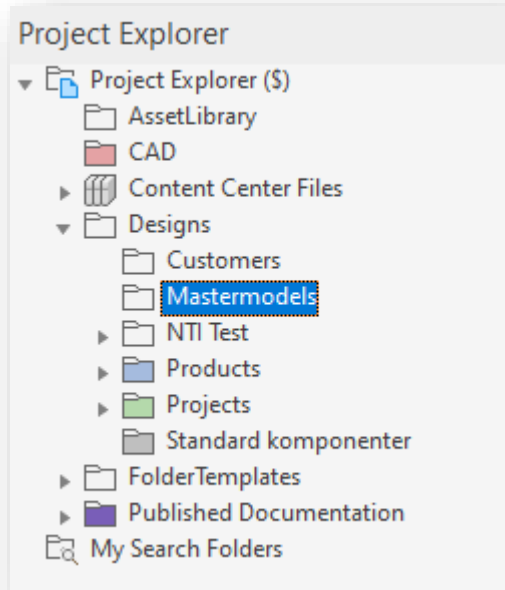 Project Explorer
Project Explorer ($)
AssetLibrary
CAD
Content Center Files
Designs
Customers
Mastermodels
NTI Test
Products
Projects
Standard komponenter
FolderTemplates
Published Documentation
My Search Folders